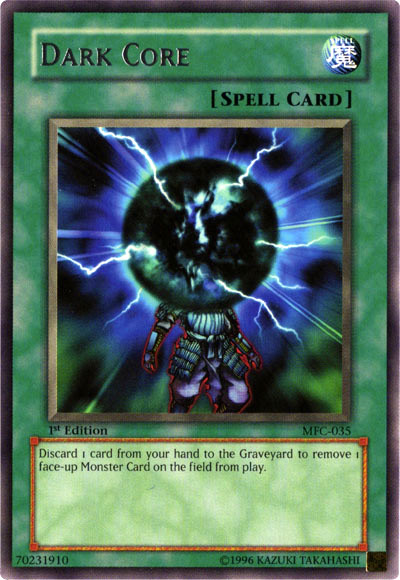 DARK CORE
SPELL
魔
[SPELL CARD]
1st Edition
MFC-035
Discard 1 card from your hand to the Graveyard to remove 1
face-up Monster Card on the field from play.
70231910
©1996 KAZUKI TAKAHASHI